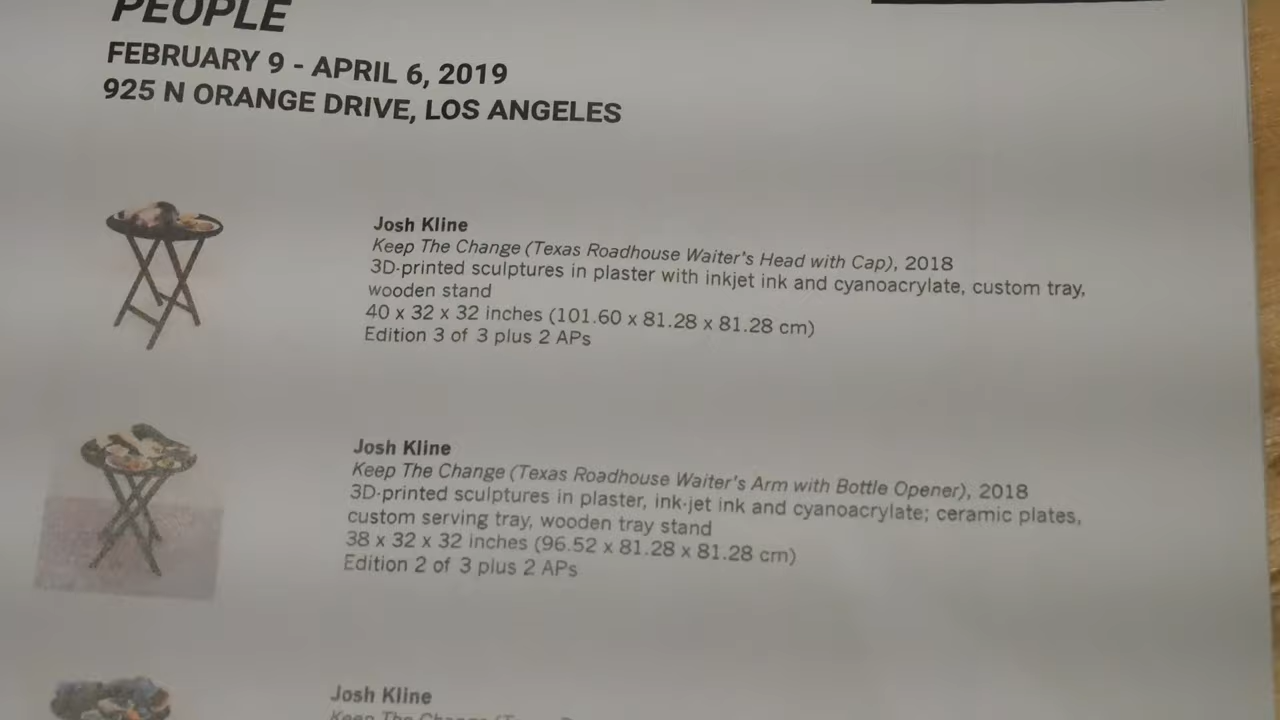 PEOPLE
FEBRUARY 9 - APRIL 6, 2019
925 N ORANGE DRIVE, LOS ANGELES
Josh Kline
Keep The Change (Texas Roadhouse Waiter's Head with Cap), 2018
3D-printed sculptures in plaster with inkjet ink and cyanoacrylate, custom tray,
wooden stand
40 x 32 x 32 inches (101.60 x 81.28 x 81.28 cm)
Edition 3 of 3 plus 2 APs
Josh Kline
Keep The Change (Texas Roadhouse Waiter's Arm with Bottle Opener), 2018
3D-printed sculptures in plaster, ink-jet ink and cyanoacrylate; ceramic plates,
custom serving tray, wooden tray stand
38 x 32 x 32 inches (96.52 x 81.28 x 81.28 cm)
Edition 2 of 3 plus 2 APs
Josh Kline
Keep The Change